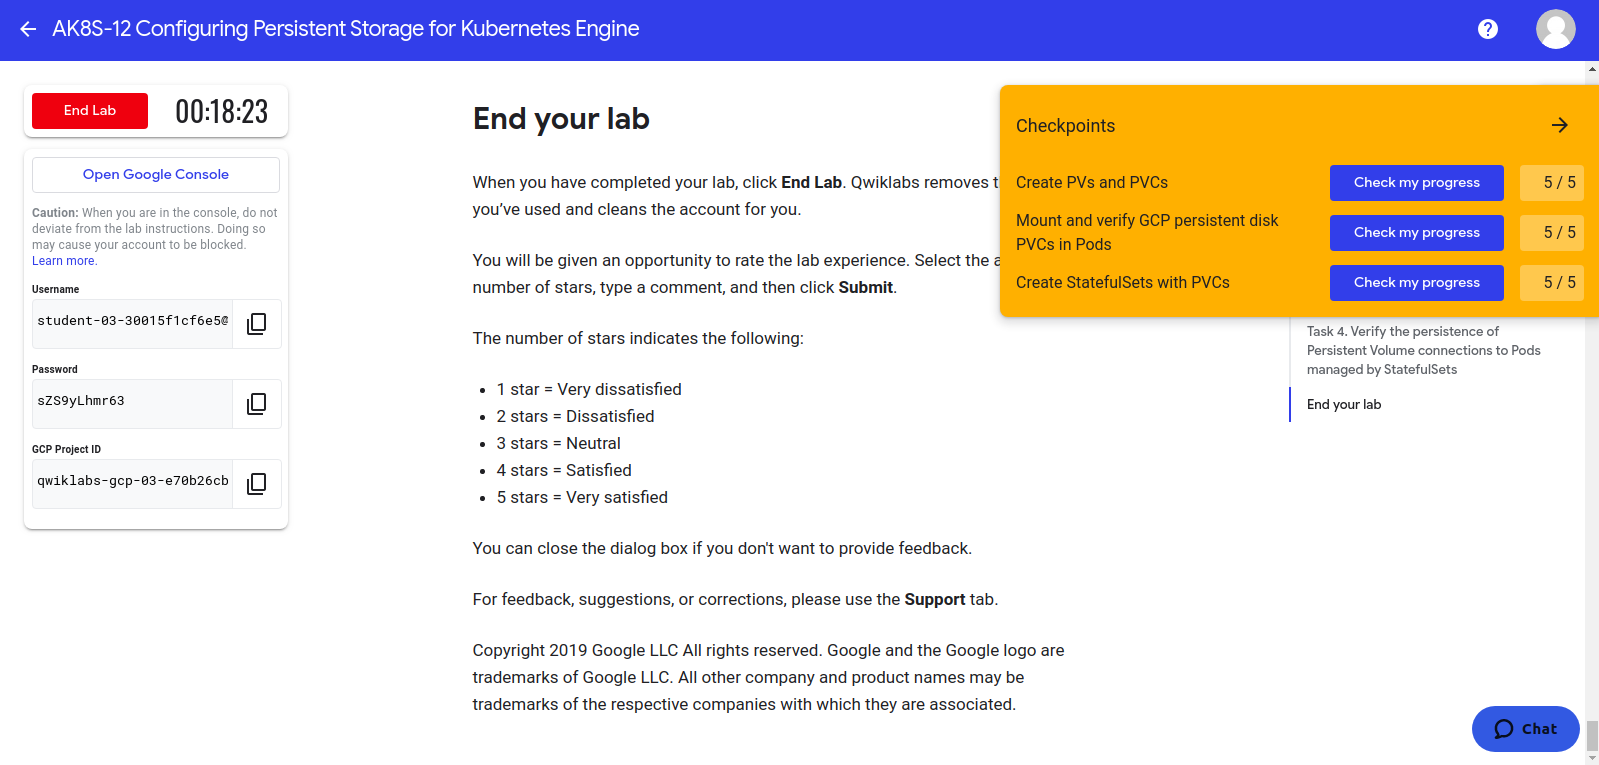 AK8S-12 Configuring Persistent Storage for Kubernetes Engine
End Lab
00:18:23
Open Google Console
Caution: When you are in the console, do not
deviate from the lab instructions. Doing so
may cause your account to be blocked.
Learn more.
Username
student-03-30015f1cf6e5@
Password
sZS9yLhmr63
GCP Project ID
qwiklabs-gcp-03-e70b26cb
End your lab
When you have completed your lab, click End Lab. Qwiklabs removes
you’ve used and cleans the account for you.
You will be given an opportunity to rate the lab experience. Select the
number of stars, type a comment, and then click Submit.
The number of stars indicates the following:
• 1 star = Very dissatisfied
• 2 stars = Dissatisfied
• 3 stars = Neutral
• 4 stars = Satisfied
• 5 stars = Very satisfied
You can close the dialog box if you don't want to provide feedback.
For feedback, suggestions, or corrections, please use the Support tab.
Copyright 2019 Google LLC All rights reserved. Google and the Google logo are
trademarks of Google LLC. All other company and product names may be
trademarks of the respective companies with which they are associated.
Checkpoints
Create PVs and PVCs Check my progress 5 / 5
Mount and verify GCP persistent disk
PVCs in Pods Check my progress 5 / 5
Create StatefulSets with PVCs Check my progress 5 / 5
Task 4. Verify the persistence of
Persistent Volume connections to Pods
managed by StatefulSets
End your lab
Chat